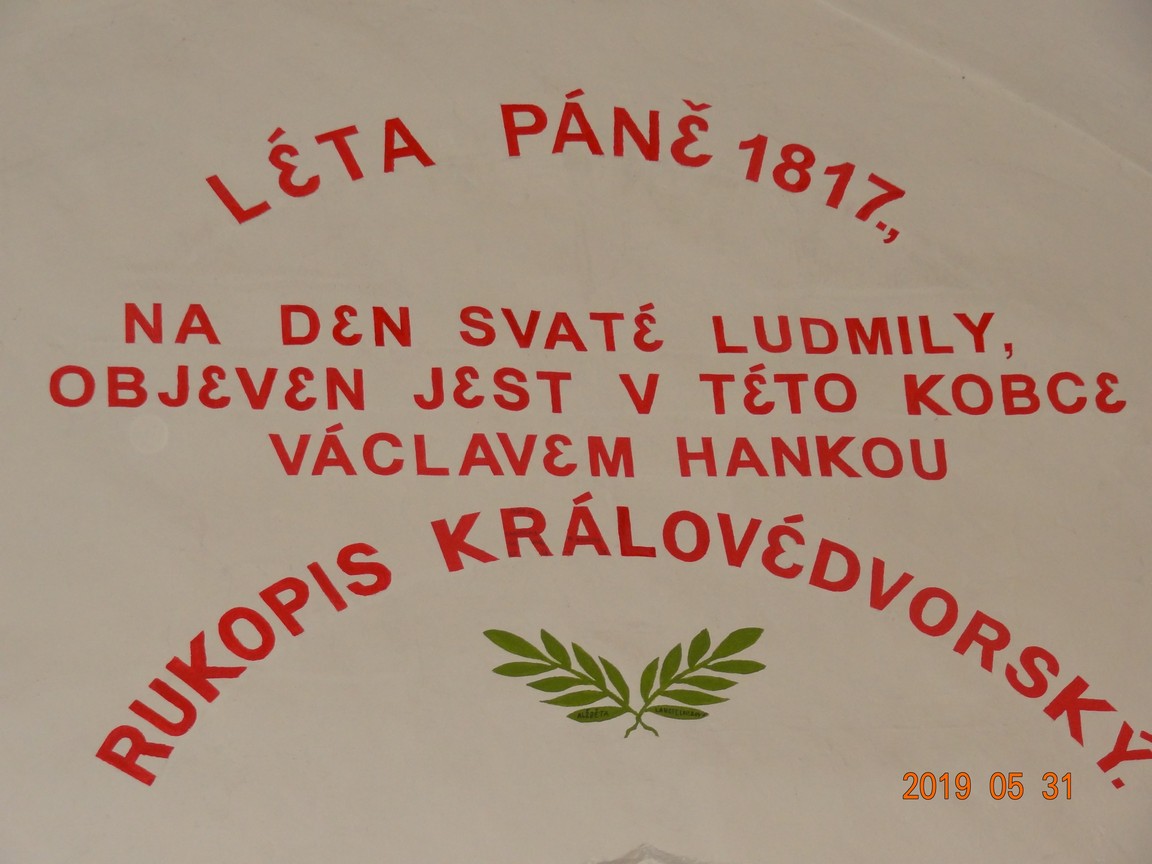 LÉTA PÁNĚ 1817.,
NA DEN SVATÉ LUDMILY,
OBJEVEN JEST V TÉTO KOBCE
VÁCLAVEM HANKOU
RUKOPIS KRÁLOVÉDVORSKÝ.
2019 05 31